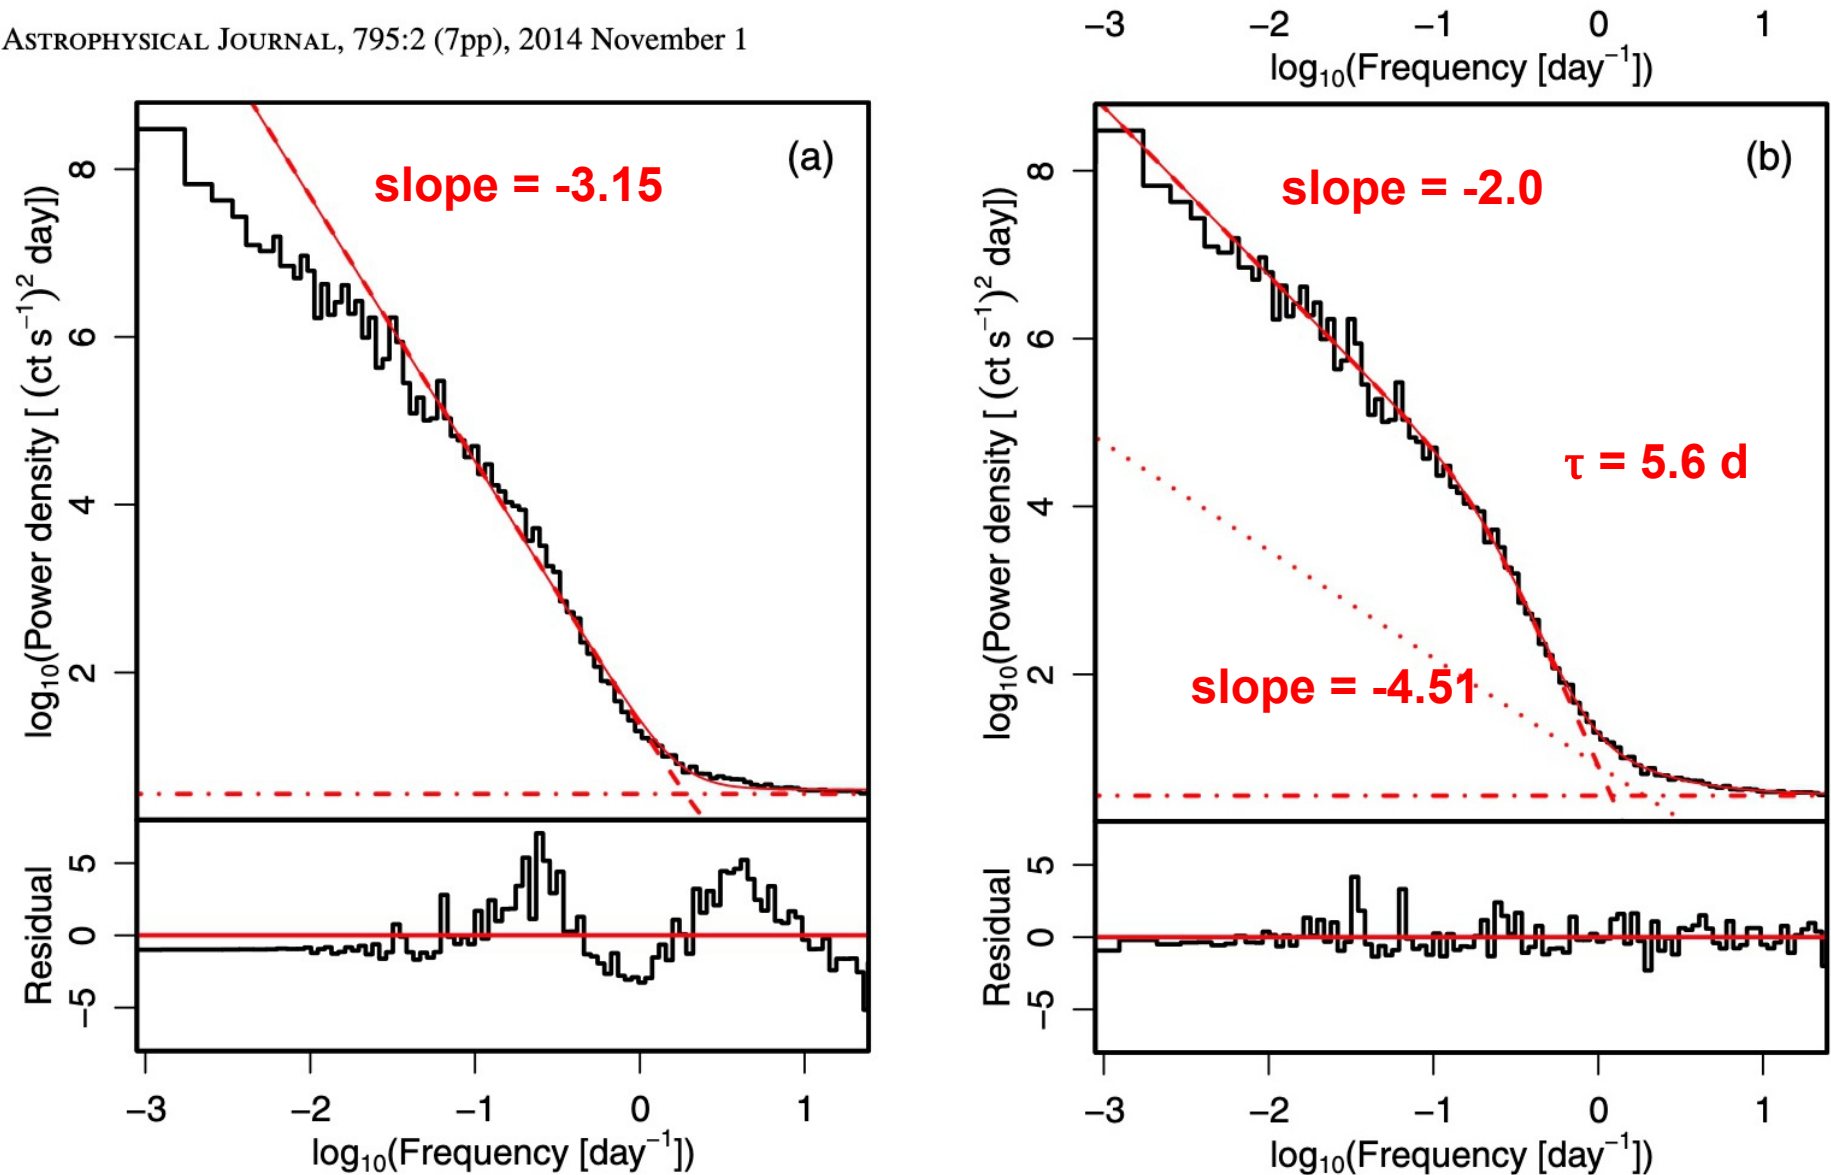 ASTROPHYSICAL JOURNAL, 795:2 (7pp), 2014 November 1
−3 −2 −1 0 1
log10(Frequency [day−1])
(a)
slope = -3.15
8
6
4
2
log10(Power density [ (ct s−1)2 day])
5
0
−5
Residual
−3 −2 −1 0 1
log10(Frequency [day−1])
(b)
slope = -2.0
τ = 5.6 d
slope = -4.51
8
6
4
2
log10(Power density [ (ct s−1)2 day])
5
0
−5
Residual
−3 −2 −1 0 1
log10(Frequency [day−1])